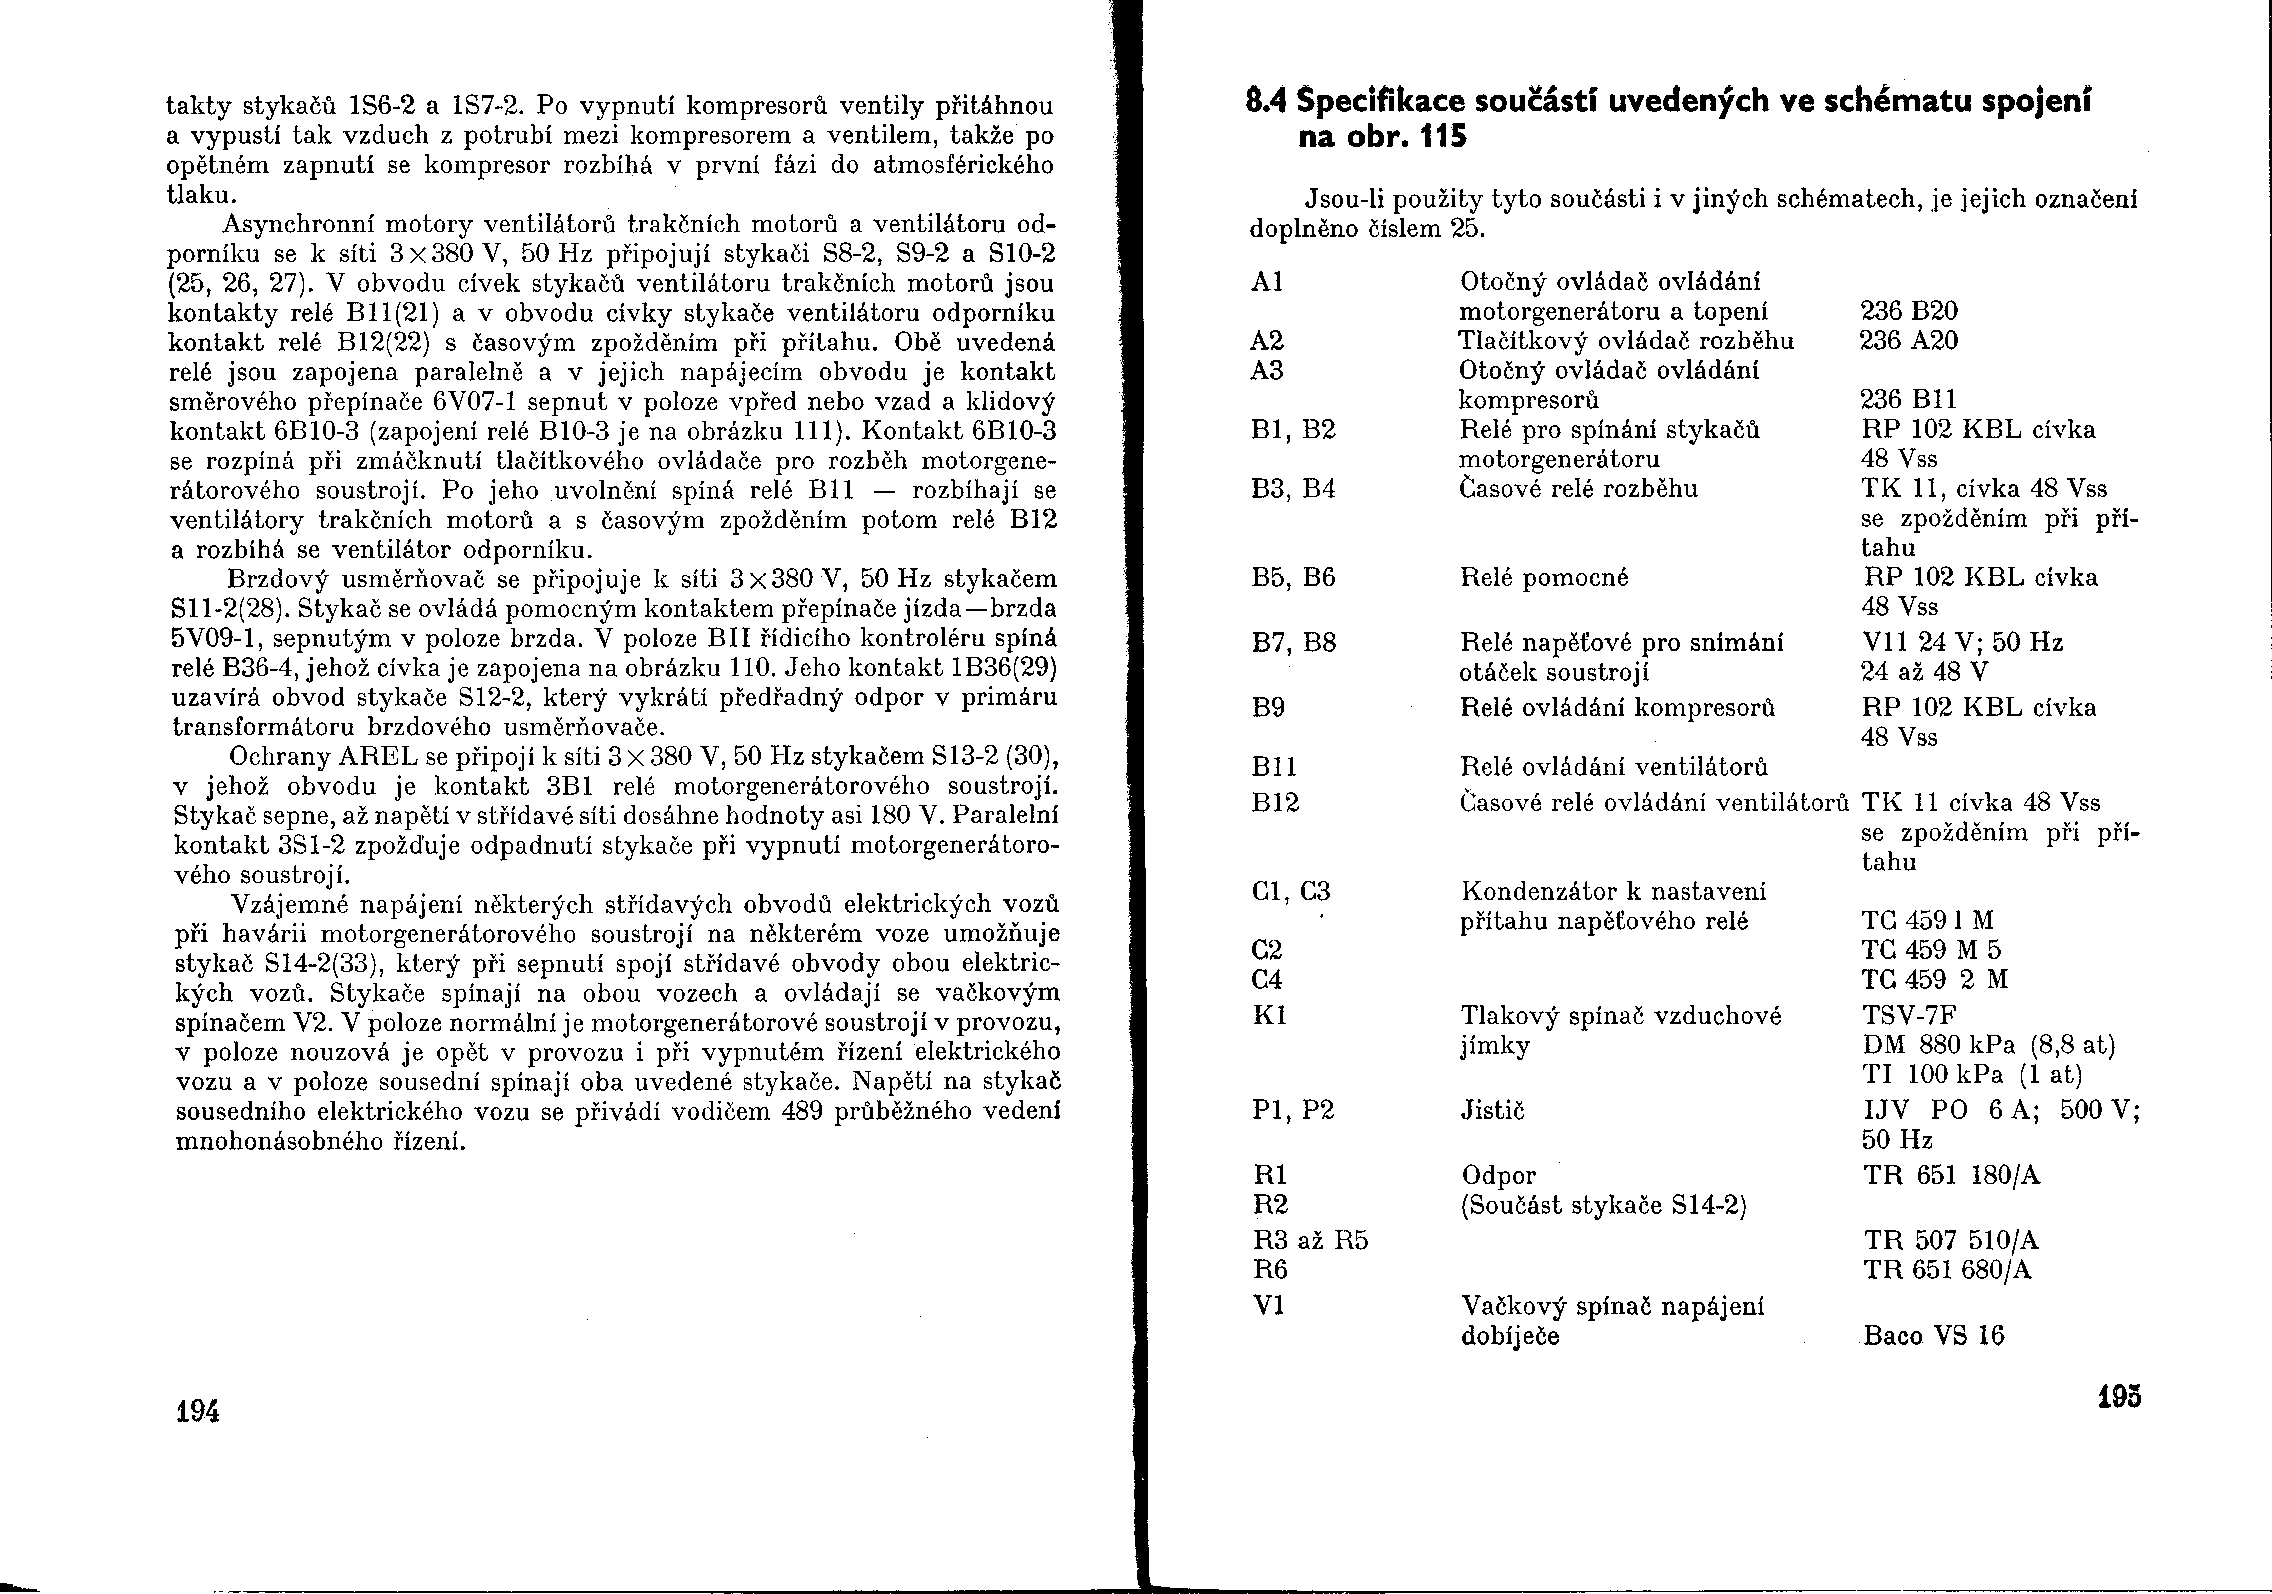 takty stykačů 1S6-2 a 1S7-2. Po vypnutí kompresorů ventily přitáhnou
a vypustí tak vzduch z potrubí mezi kompresorem a ventilem, takže po
opětném zapnutí se kompresor rozbíhá v první fázi do atmosférického
tlaku.
Asynchronní motory ventilátorů trakčních motorů a ventilátoru od-
porníku se k síti 3×380 V, 50 Hz připojují stykači S8-2, S9-2 a S10-2
(25, 26, 27). V obvodu cívek stykačů ventilátoru trakčních motorů jsou
kontakty relé B11(21) a v obvodu cívky stykače ventilátoru odporníku
kontakt relé B12(22) s časovým zpožděním při přítahu. Obě uvedená
relé jsou zapojena paralelně a v jejich napájecím obvodu je kontakt
směrového přepínače 6V07-1 sepnut v poloze vpřed nebo vzad a klidový
kontakt 6B10-3 (zapojení relé B10-3 je na obrázku 111). Kontakt 6B10-3
se rozpíná při zmáčknutí tlačítkového ovládače pro rozběh motorgene-
rátorového soustrojí. Po jeho uvolnění spíná relé B11 — rozbíhají se
ventilátory trakčních motorů a s časovým zpožděním potom relé B12
a rozbíhá se ventilátor odporníku.
Brzdový usměrňovač se připojuje k síti 3×380 V, 50 Hz stykačem
S11-2(28). Stykač se ovládá pomocným kontaktem přepínače jízda—brzda
5V09-1, sepnutým v poloze brzda. V poloze BII řídicího kontroléru spíná
relé B36-4, jehož cívka je zapojena na obrázku 110. Jeho kontakt 1B36(29)
uzavírá obvod stykače S12-2, který vykrátí předřadný odpor v primáru
transformátoru brzdového usměrňovače.
Ochrany AREL se připojí k síti 3×380 V, 50 Hz stykačem S13-2 (30),
v jehož obvodu je kontakt 3B1 relé motorgenerátorového soustrojí.
Stykač sepne, až napětí v střídavé síti dosáhne hodnoty asi 180 V. Paralelní
kontakt 3S1-2 zpožďuje odpadnutí stykače při vypnutí motorgenerátoro-
vého soustrojí.
Vzájemné napájení některých střídavých obvodů elektrických vozů
při havárii motorgenerátorového soustrojí na některém voze umožňuje
stykač S14-2(33), který při sepnutí spojí střídavé obvody obou elektric-
kých vozů. Stykače spínají na obou vozech a ovládají se vačkovým
spínačem V2. V poloze normální je motorgenerátorové soustrojí v provozu,
v poloze nouzová je opět v provozu i při vypnutém řízení elektrického
vozu a v poloze sousední spínají oba uvedené stykače. Napětí na stykač
sousedního elektrického vozu se přivádí vodičem 489 průběžného vedení
mnohonásobného řízení.
194
8.4 Specifikace součástí uvedených ve schématu spojení
na obr. 115
Jsou-li použity tyto součásti i v jiných schématech, je jejich označení
doplněno číslem 25.
A1 Otočný ovládač ovládání
motorgenerátoru a topení 236 B20
A2 Tlačítkový ovládač rozběhu 236 A20
A3 Otočný ovládač ovládání
kompresorů 236 B11
B1, B2 Relé pro spínání stykačů RP 102 KBL cívka
motorgenerátoru 48 Vss
B3, B4 Časové relé rozběhu TK 11, cívka 48 Vss
se zpožděním při pří-
tahu
B5, B6 Relé pomocné RP 102 KBL cívka
48 Vss
B7, B8 Relé napěťové pro snímání V11 24 V; 50 Hz
otáček soustrojí 24 až 48 V
B9 Relé ovládání kompresorů RP 102 KBL cívka
48 Vss
B11 Relé ovládání ventilátorů
B12 Časové relé ovládání ventilátorů TK 11 cívka 48 Vss
se zpožděním při pří-
tahu
C1, C3 Kondenzátor k nastavení
přítahu napěťového relé TC 459 1 M
C2 TC 459 M 5
C4 TC 459 2 M
K1 Tlakový spínač vzduchové TSV-7F
jímky DM 880 kPa (8,8 at)
TI 100 kPa (1 at)
P1, P2 Jistič IJV PO 6 A; 500 V;
50 Hz
R1 Odpor TR 651 180/A
R2 (Součást stykače S14-2)
R3 až R5 TR 507 510/A
R6 TR 651 680/A
V1 Vačkový spínač napájení
dobíječe Baco VS 16
195